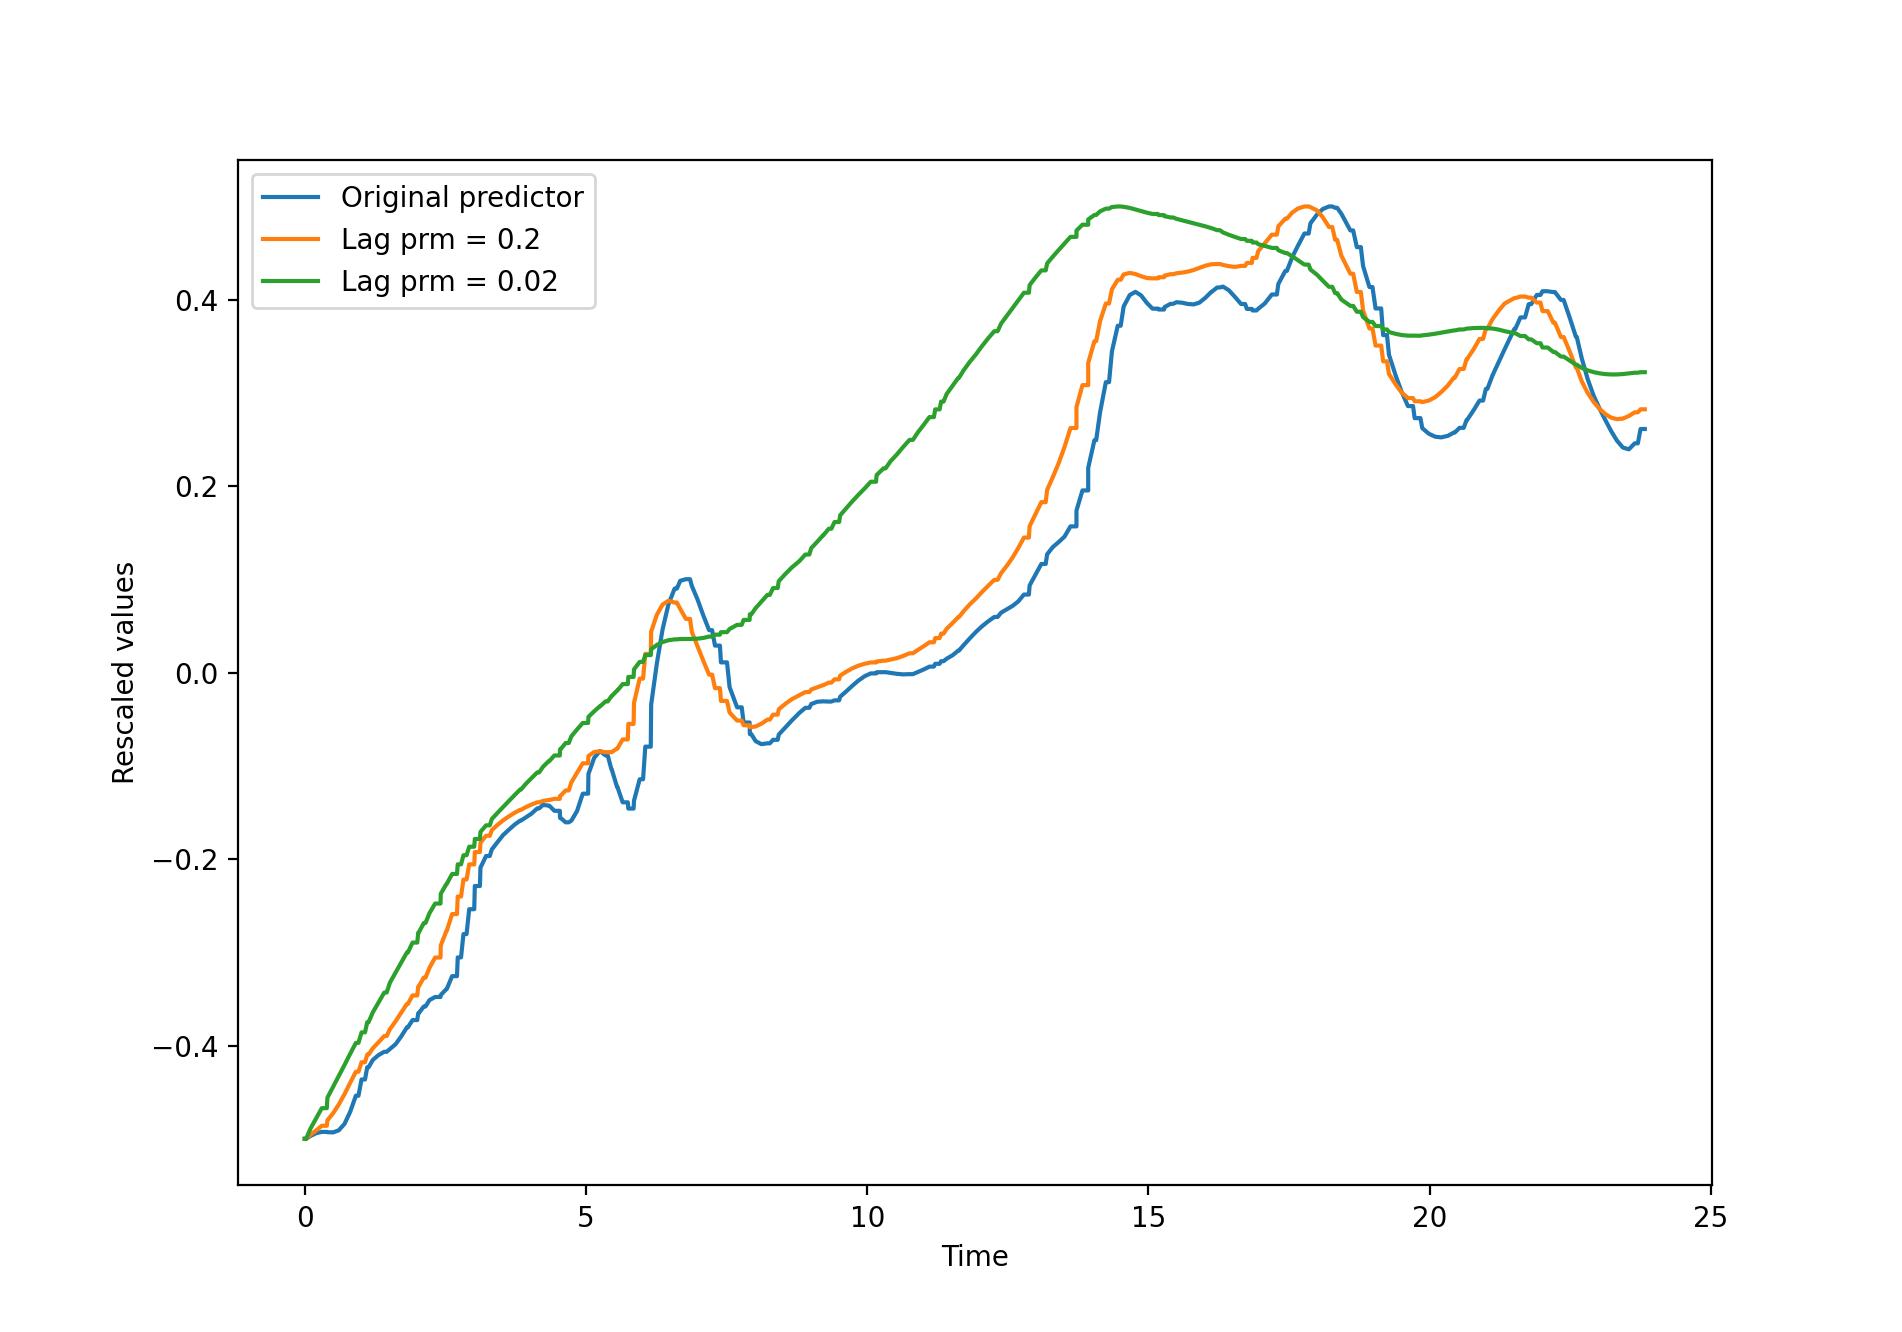 Original predictor
Lag prm = 0.2
Lag prm = 0.02
0.4
0.2
0.0
−0.2
−0.4
Rescaled values
0 5 10 15 20 25
Time